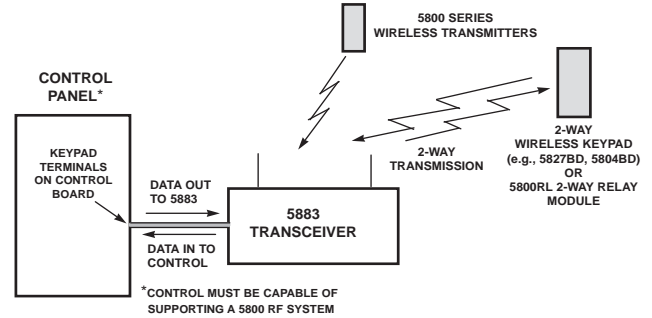 5800 SERIES
WIRELESS TRANSMITTERS
CONTROL
PANEL*
KEYPAD
TERMINALS
ON CONTROL
BOARD
DATA OUT
TO 5883
DATA IN TO
CONTROL
5883
TRANSCEIVER
2-WAY
TRANSMISSION
2-WAY
WIRELESS KEYPAD
(e.g., 5827BD, 5804BD)
OR
5800RL 2-WAY RELAY
MODULE
*CONTROL MUST BE CAPABLE OF
SUPPORTING A 5800 RF SYSTEM